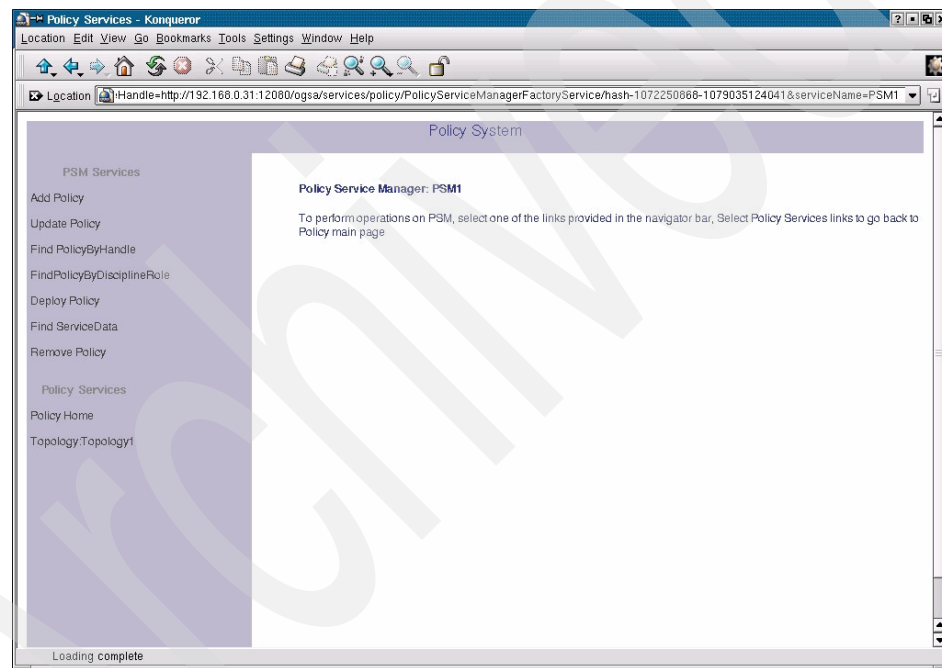 Policy Services - Konqueror
Location Edit View Go Bookmarks Tools Settings Window Help
Location :Handle=http://192.168.0.31:12080/ogsa/services/policy/PolicyServiceManagerFactoryService/hash-1072250868-1079035124041&serviceName=PSM1
Policy System
PSM Services
Add Policy
Update Policy
Find PolicyByHandle
FindPolicyByDisciplineRole
Deploy Policy
Find ServiceData
Remove Policy
Policy Services
Policy Home
Topology:Topology1
Policy Service Manager: PSM1
To perform operations on PSM, select one of the links provided in the navigator bar, Select Policy Services links to go back to
Policy main page
Loading complete